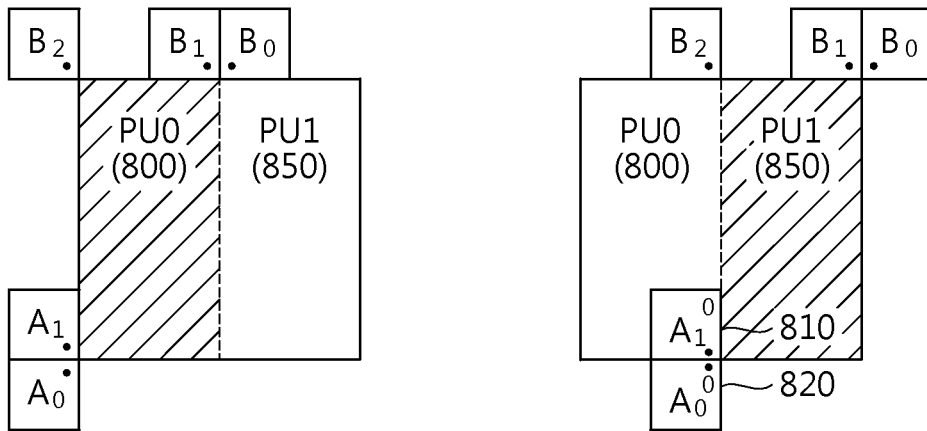 B2 B1 B0
PU0 PU1
(800) (850)
A1
A0
B2 B1 B0
PU0 PU1
(800) (850)
A1 0 810
A0 0 820